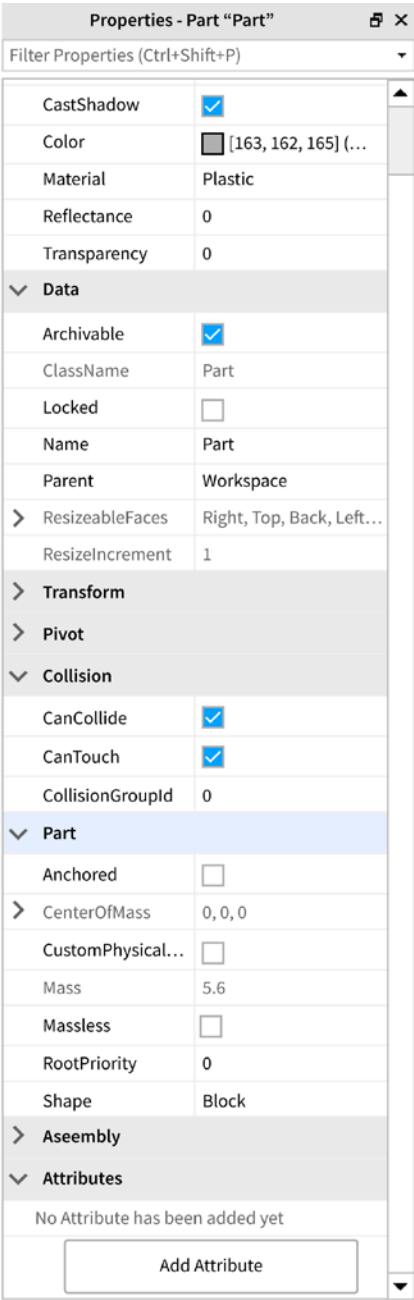 Properties - Part “Part”
Filter Properties (Ctrl+Shift+P)
CastShadow
Color [163, 162, 165] (...
Material Plastic
Reflectance 0
Transparency 0
Data
Archivable
ClassName Part
Locked
Name Part
Parent Workspace
ResizeableFaces Right, Top, Back, Left...
ResizeIncrement 1
Transform
Pivot
Collision
CanCollide
CanTouch
CollisionGroupId 0
Part
Anchored
CenterOfMass 0, 0, 0
CustomPhysical...
Mass 5.6
Massless
RootPriority 0
Shape Block
Aseembly
Attributes
No Attribute has been added yet
Add Attribute